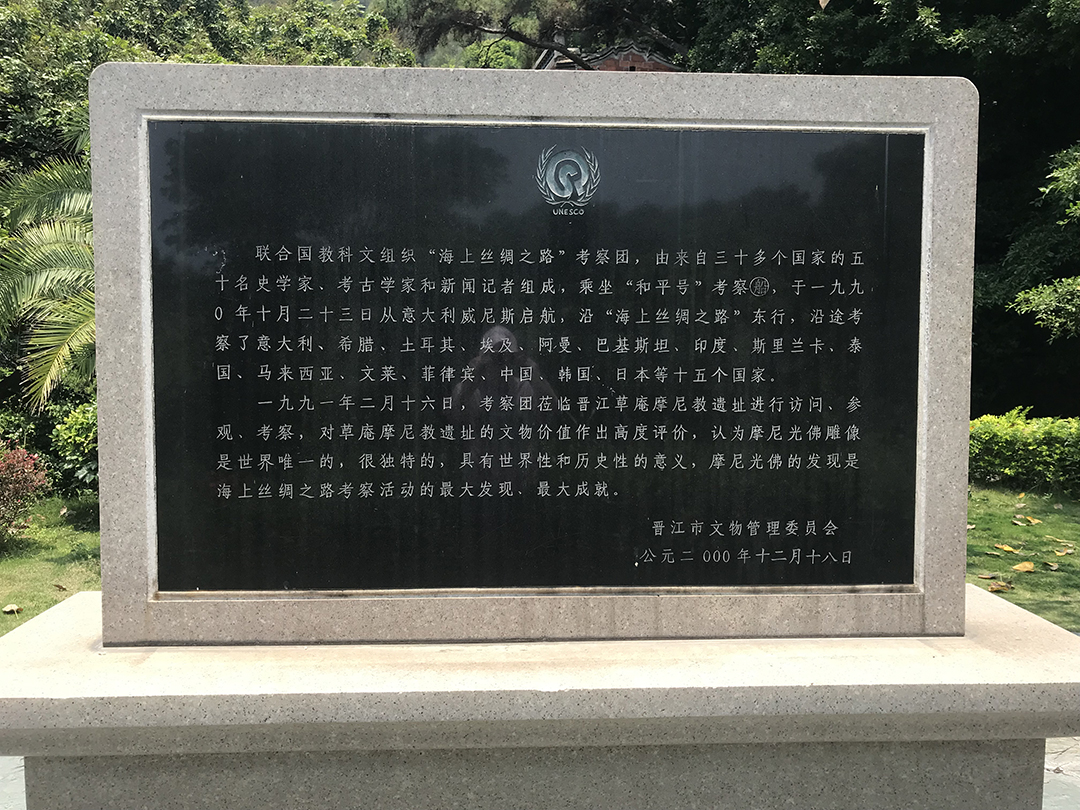 UNESCO
联合国教科文组织“海上丝绸之路”考察团，由来自三十多个国家的五
十名史学家、考古学家和新闻记者组成，乘坐“和平号”考察船，于一九九
0年十月二十三日从意大利威尼斯启航，沿“海上丝绸之路”东行，沿途考
察了意大利、希腊、土耳其、埃及、阿曼、巴基斯坦、印度、斯里兰卡、泰
国、马来西亚、文莱、菲律宾、中国、韩国、日本等十五个国家。
一九九一年二月十六日，考察团莅临晋江草庵摩尼教遗址进行访问、参
观、考察，对草庵摩尼教遗址的文物价值作出高度评价，认为摩尼光佛雕像
是世界唯一的，很独特的，具有世界性和历史性的意义，摩尼光佛的发现是
海上丝绸之路考察活动的最大发现、最大成就。
晋江市文物管理委员会
公元二000年十二月十八日